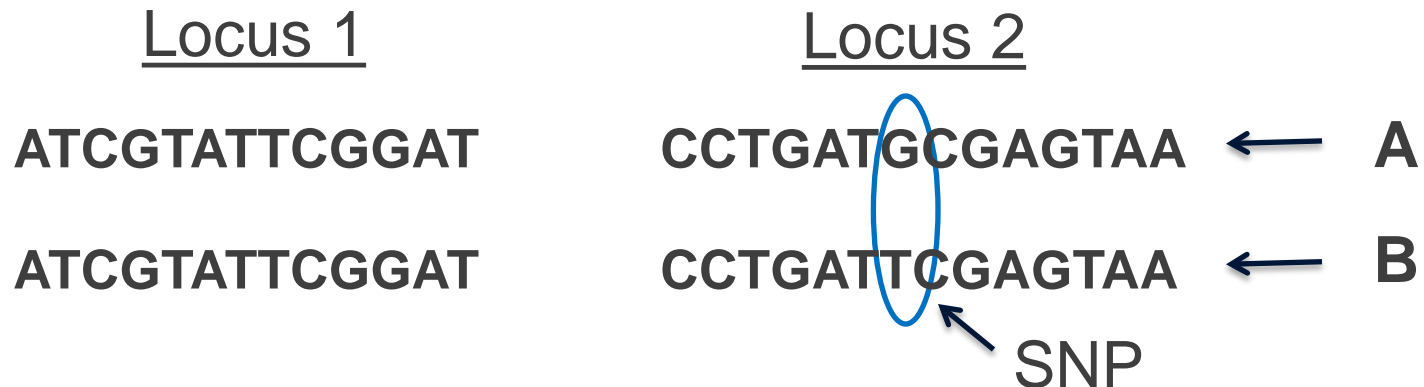 Locus 1 Locus 2
ATCGTATTCGGAT CCTGATGCGAGTAA A
ATCGTATTCGGAT CCTGATTCGAGTAA B
SNP